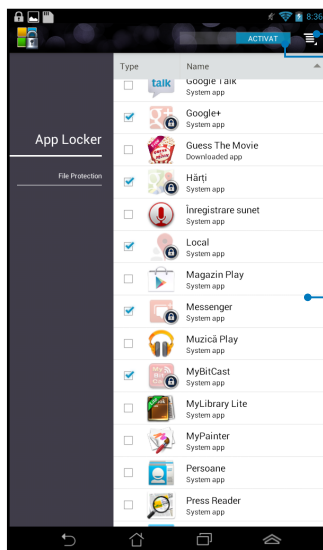 8:36
ACTIVAT
Type Name
talk Google Talk
System app
Google+
System app
App Locker
Guess The Movie
Downloaded app
File Protection
Hărți
System app
Înregistrare sunet
System app
Local
System app
Magazin Play
System app
Messenger
System app
Muzică Play
System app
MyBitCast
System app
MyLibrary Lite
System app
MyPainter
System app
Persoane
System app
Press Reader
System app